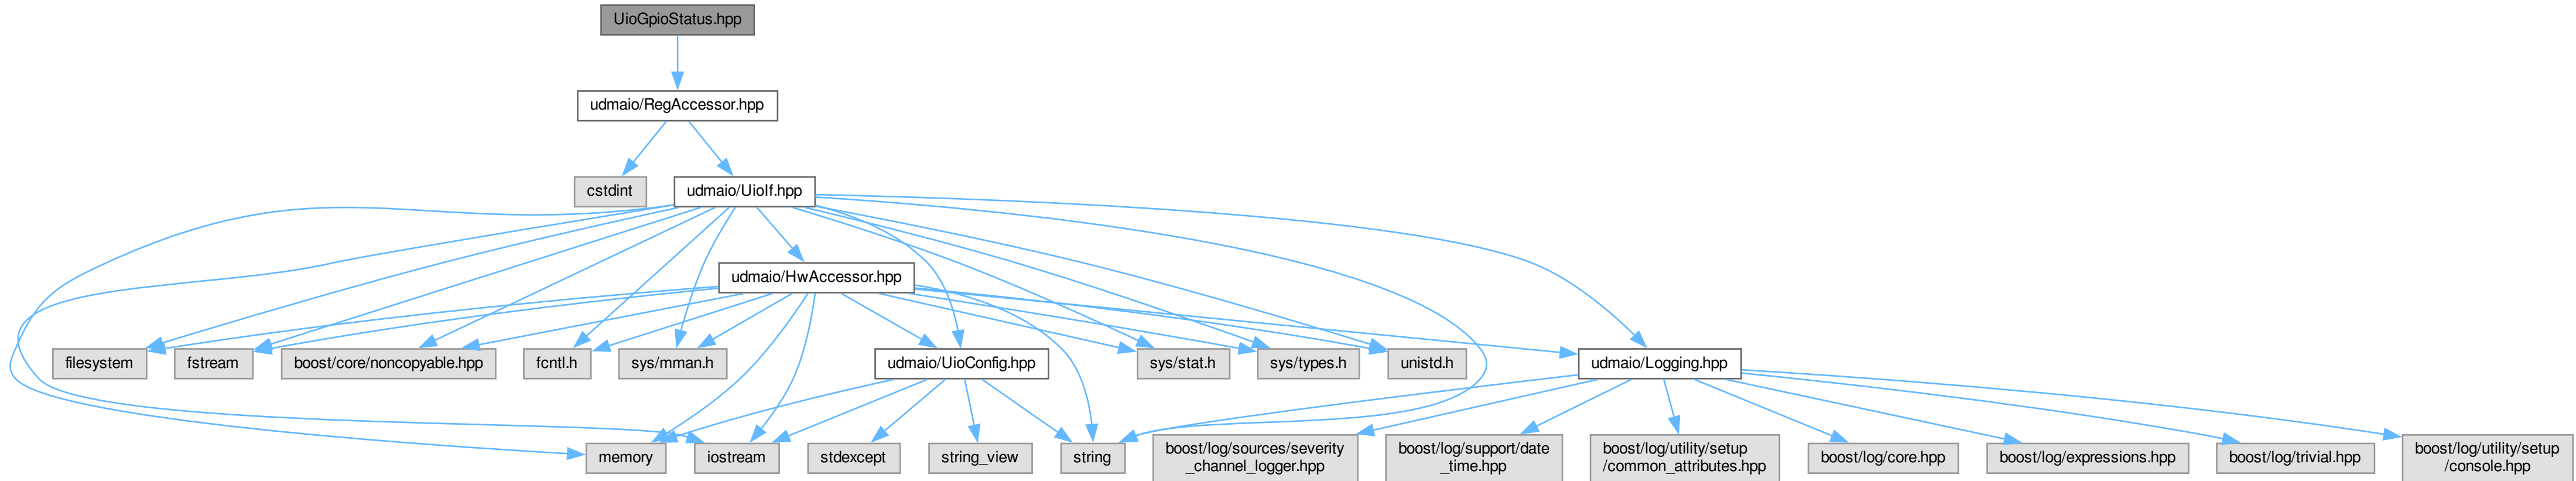 UioGpioStatus.hpp
udmaio/RegAccessor.hpp
cstdint
udmaio/UioIf.hpp
udmaio/HwAccessor.hpp
filesystem
fstream
boost/core/noncopyable.hpp
fcntl.h
sys/mman.h
udmaio/UioConfig.hpp
sys/stat.h
sys/types.h
unistd.h
udmaio/Logging.hpp
memory
iostream
stdexcept
string_view
string
boost/log/sources/severity
_channel_logger.hpp
boost/log/support/date
_time.hpp
boost/log/utility/setup
/common_attributes.hpp
boost/log/core.hpp
boost/log/expressions.hpp
boost/log/trivial.hpp
boost/log/utility/setup
/console.hpp